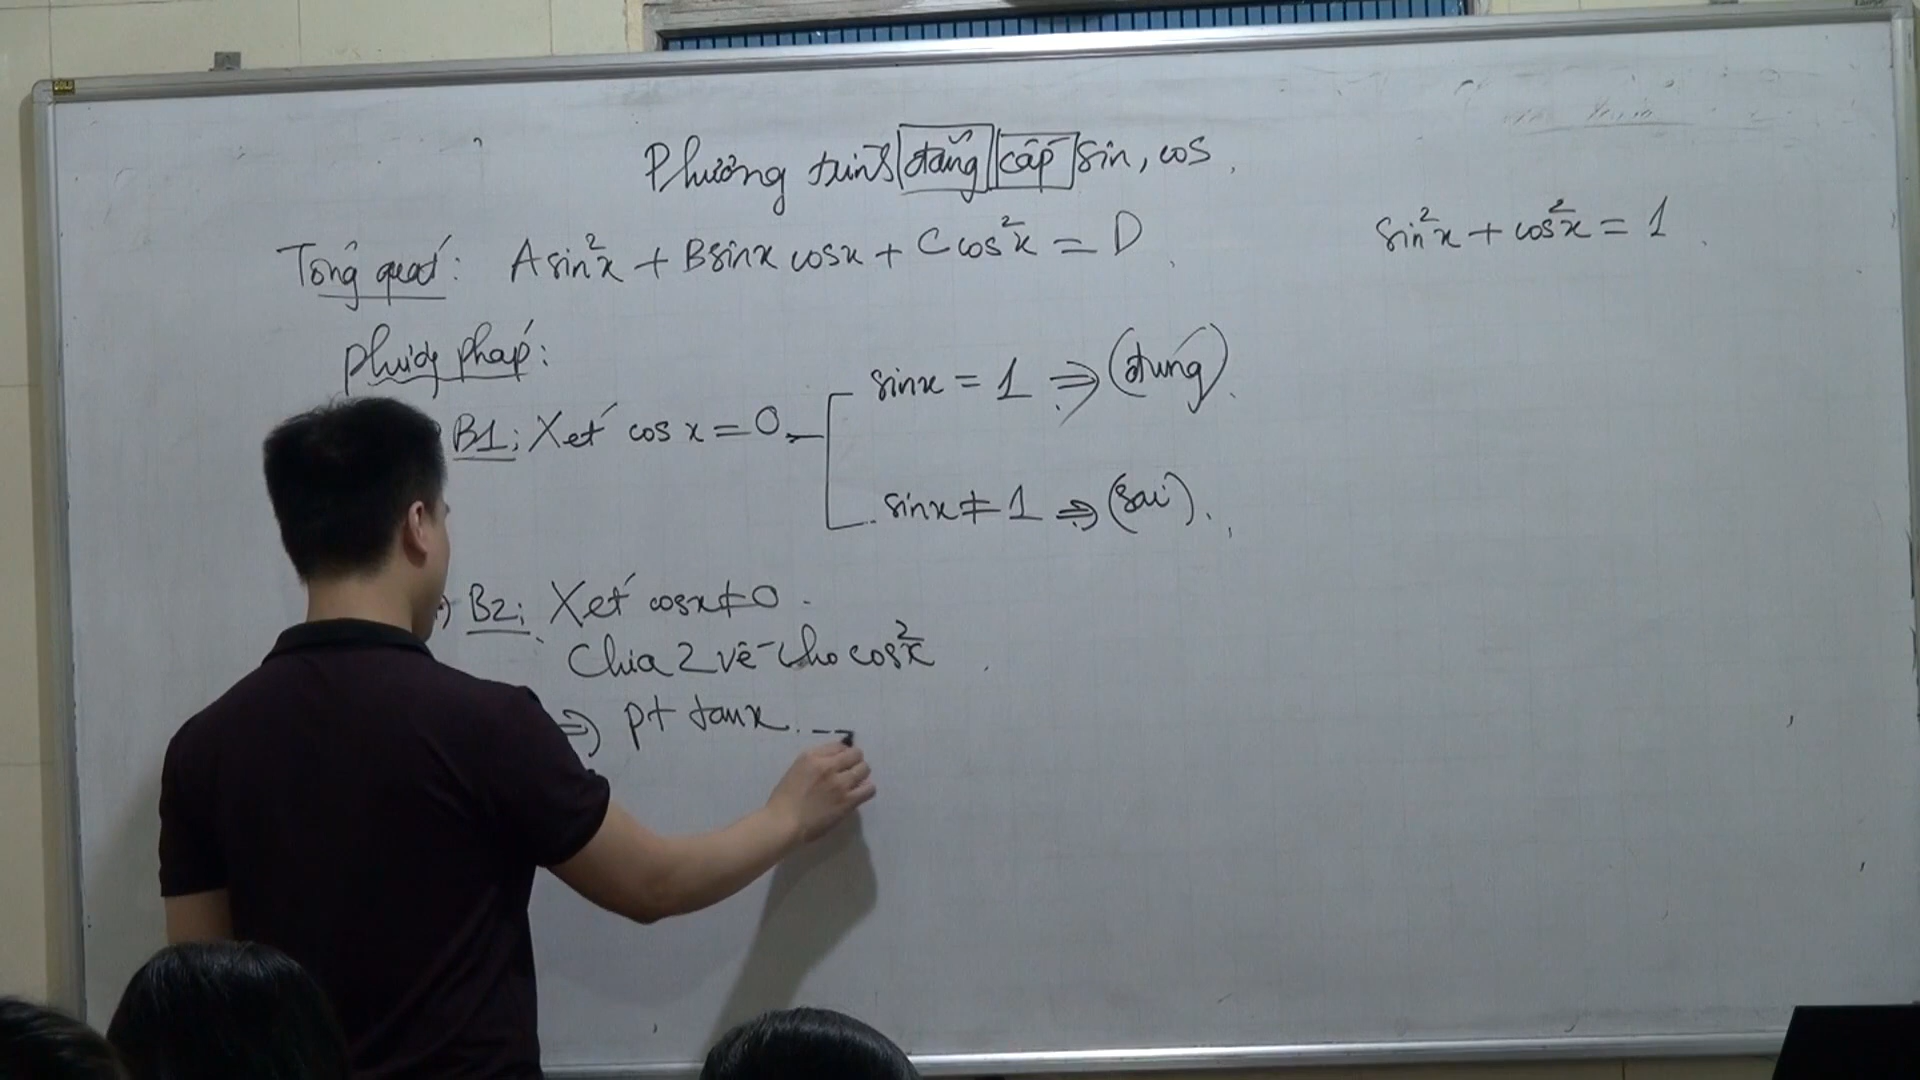 Phương trình đẳng cấp sin, cos
Tổng quát: A sin²x + B sinx cosx + C cos²x = D
sin²x + cos²x = 1
phương pháp:
B1: Xét cos x = 0
sinx = 1 => (đúng)
sinx ≠ 1 => (sai).
B2: Xét cosx ≠ 0
Chia 2 vế cho cos²x
=> pt tanx...